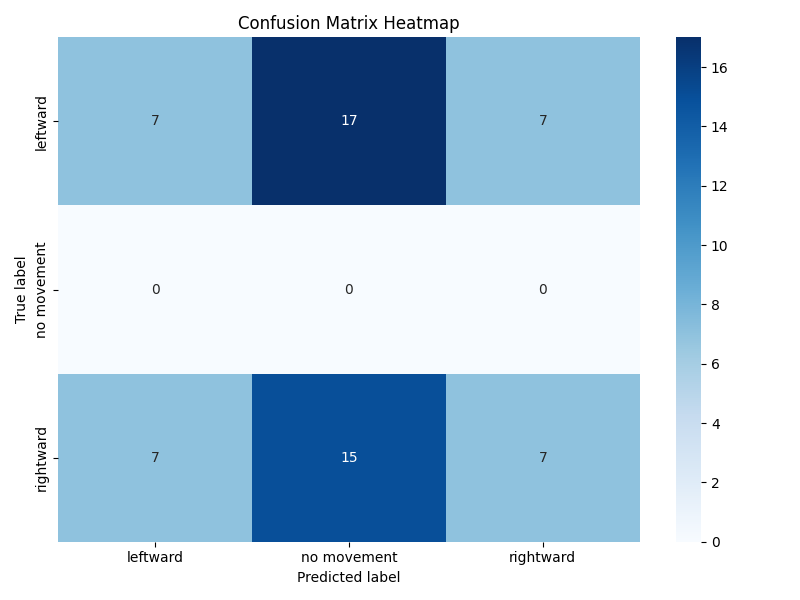 Confusion Matrix Heatmap
True label
leftward
7 17 7
no movement
0 0 0
rightward
7 15 7
leftward no movement rightward
Predicted label
16
14
12
10
8
6
4
2
0